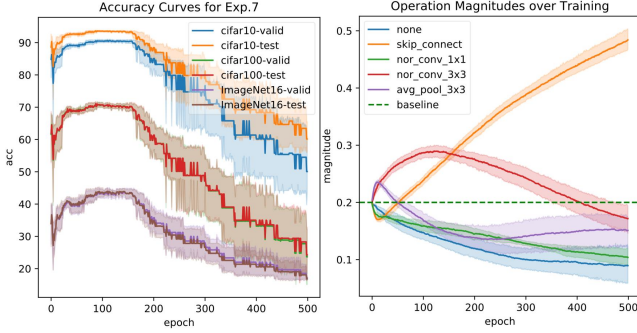 Accuracy Curves for Exp.7
acc
90
80
70
60
50
40
30
20
cifar10-valid
cifar10-test
cifar100-valid
cifar100-test
ImageNet16-valid
ImageNet16-test
0
100
200
300
400
500
epoch
Operation Magnitudes over Training
magnitude
0.5
0.4
0.3
0.2
0.1
none
skip_connect
nor_conv_1x1
nor_conv_3x3
avg_pool_3x3
baseline
0
100
200
300
400
500
epoch